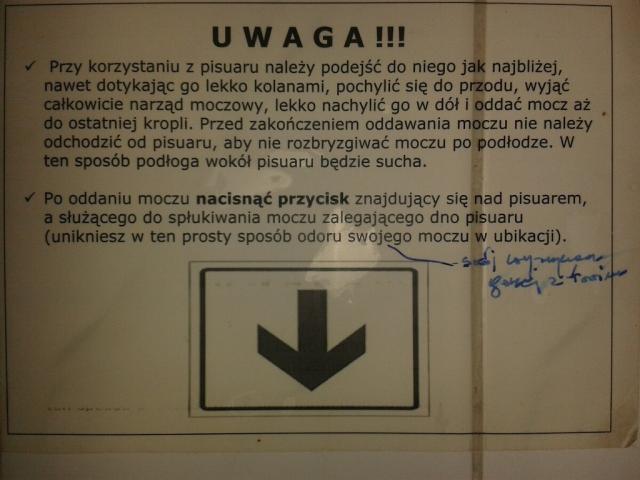 U W A G A !!!
✓ Przy korzystaniu z pisuaru należy podejść do niego jak najbliżej,
nawet dotykając go lekko kolanami, pochylić się do przodu, wyjąć
całkowicie narząd moczowy, lekko nachylić go w dół i oddać mocz aż
do ostatniej kropli. Przed zakończeniem oddawania moczu nie należy
odchodzić od pisuaru, aby nie rozbryzgiwać moczu po podłodze. W
ten sposób podłoga wokół pisuaru będzie sucha.
✓ Po oddaniu moczu nacisnąć przycisk znajdujący się nad pisuarem,
a służącego do spłukiwania moczu zalegającego dno pisuaru
(unikniesz w ten prosty sposób odoru swojego moczu w ubikacji).